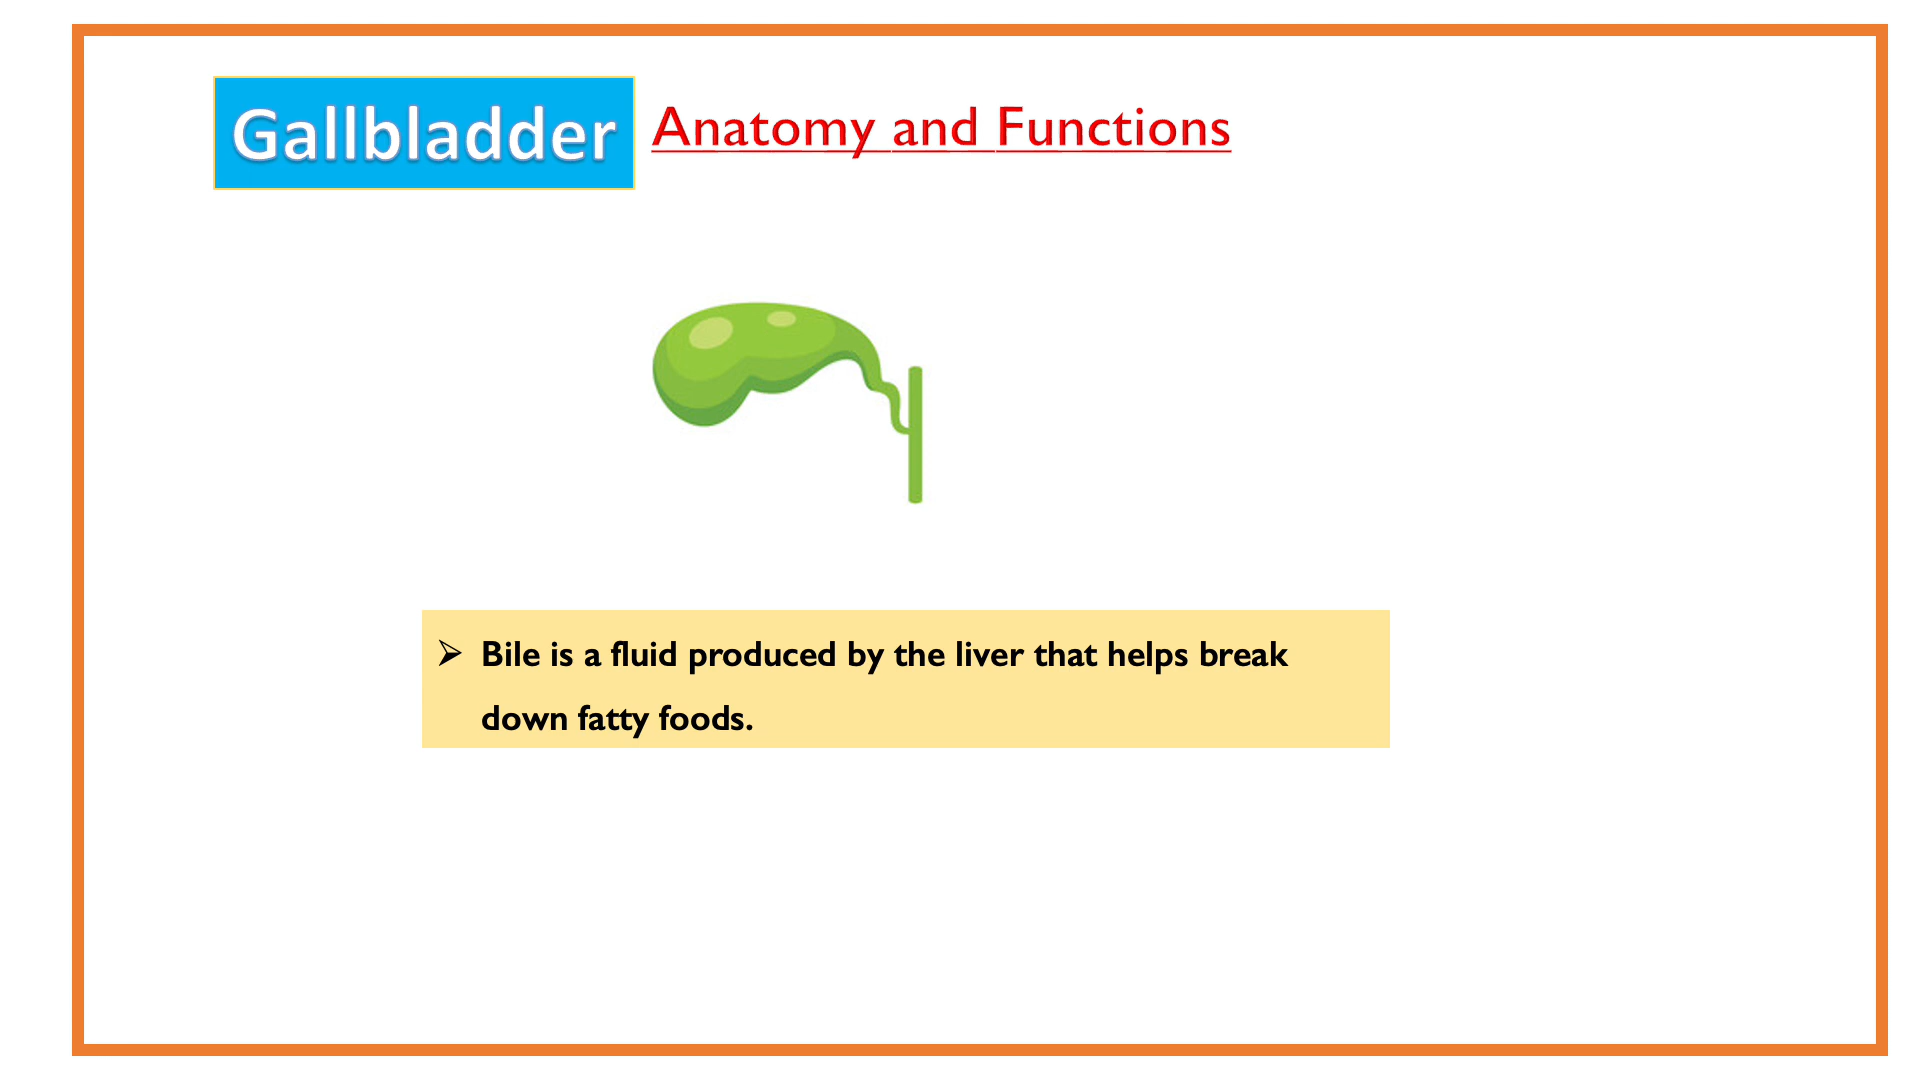 Gallbladder Anatomy and Functions
➢ Bile is a fluid produced by the liver that helps break
down fatty foods.